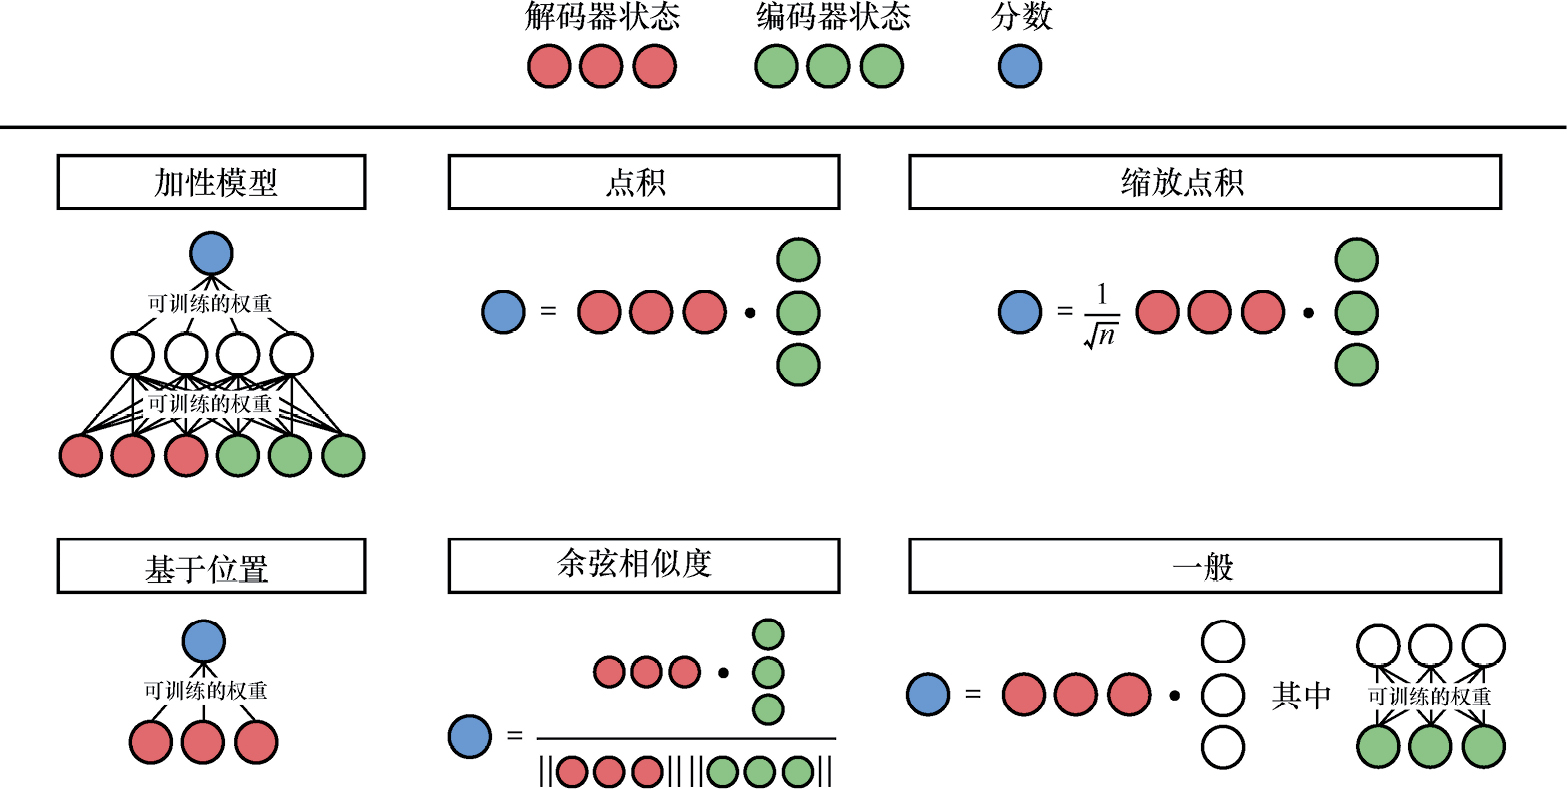 解码器状态 编码器状态 分数
加性模型 点积 缩放点积
可训练的权重
= · = 1/√n ·
可训练的权重
基于位置 余弦相似度 一般
可训练的权重
·
= · 其中 可训练的权重
=
|| || || ||